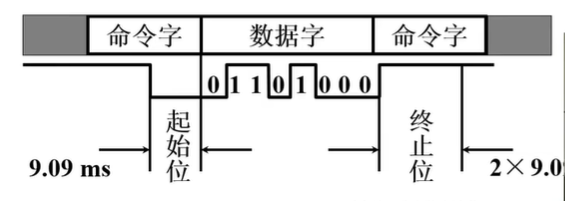 命令字 数据字 命令字
0 1 1 0 1 0 0 0
起始位
终止位
9.09 ms
2×9.0